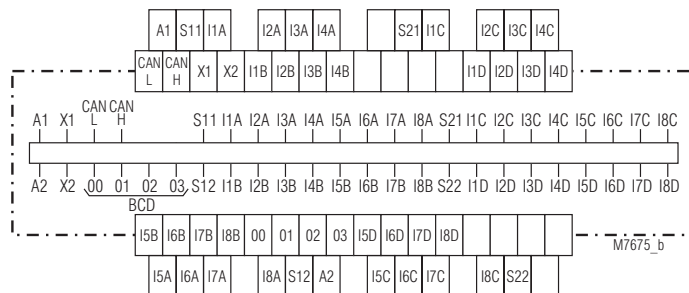 A1 S11 I1A I2A I3A I4A S21 I1C I2C I3C I4C
CAN L CAN H X1 X2 I1B I2B I3B I4B I1D I2D I3D I4D
A1 X1 CAN L CAN H S11 I1A I2A I3A I4A I5A I6A I7A I8A S21 I1C I2C I3C I4C I5C I6C I7C I8C
A2 X2 00 01 02 03 S12 I1B I2B I3B I4B I5B I6B I7B I8B S22 I1D I2D I3D I4D I5D I6D I7D I8D
BCD
I5B I6B I7B I8B 00 01 02 03 I5D I6D I7D I8D
M7675_b
I5A I6A I7A I8A S12 A2 I5C I6C I7C I8C S22